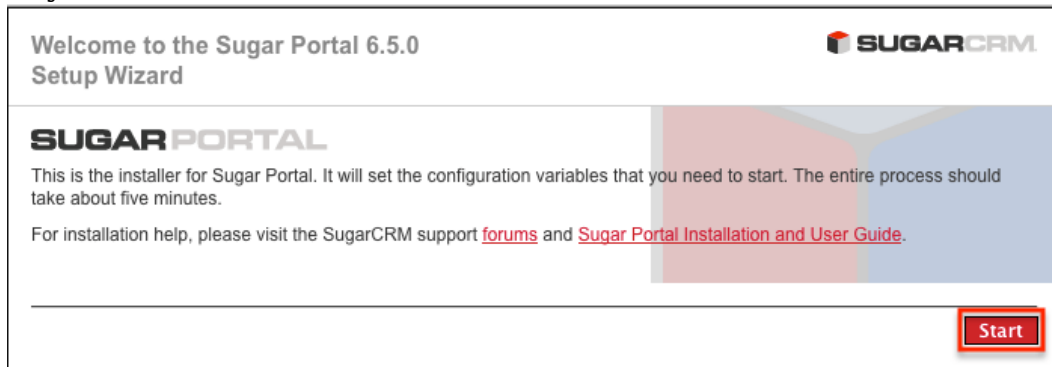 Welcome to the Sugar Portal 6.5.0
Setup Wizard
SUGARCRM.
SUGAR PORTAL
This is the installer for Sugar Portal. It will set the configuration variables that you need to start. The entire process should
take about five minutes.
For installation help, please visit the SugarCRM support forums and Sugar Portal Installation and User Guide.
Start